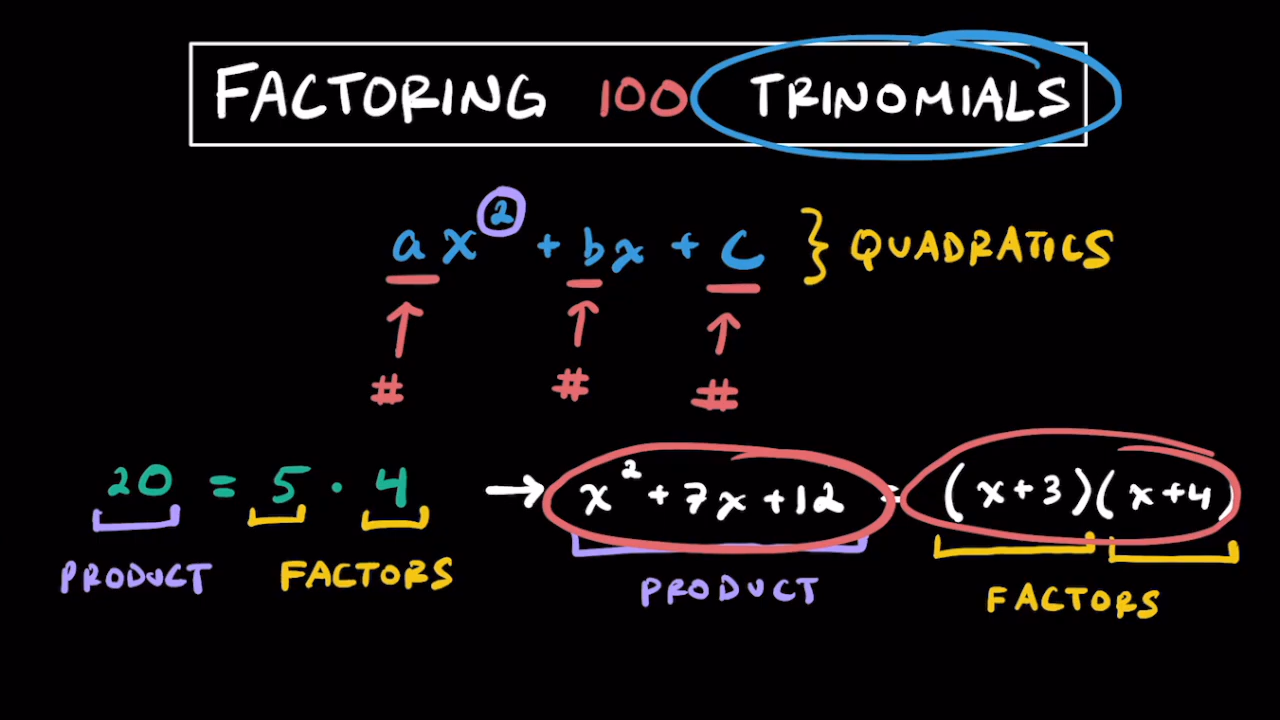 FACTORING 100 TRINOMIALS
ax² + bx + c } QUADRATICS
# # #
20 = 5 · 4 → x² + 7x + 12 = (x+3)(x+4)
PRODUCT FACTORS PRODUCT FACTORS